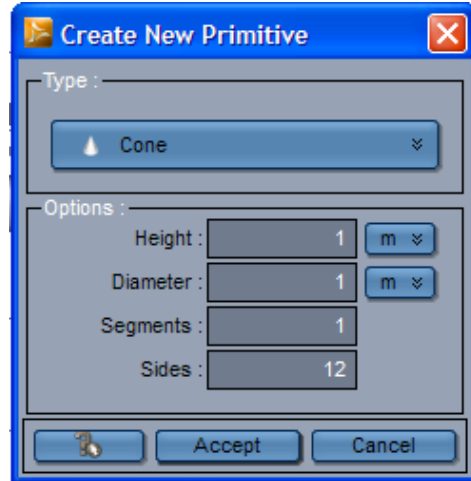 Create New Primitive
Type :
Cone
Options :
Height : 1 m
Diameter : 1 m
Segments : 1
Sides : 12
Accept Cancel